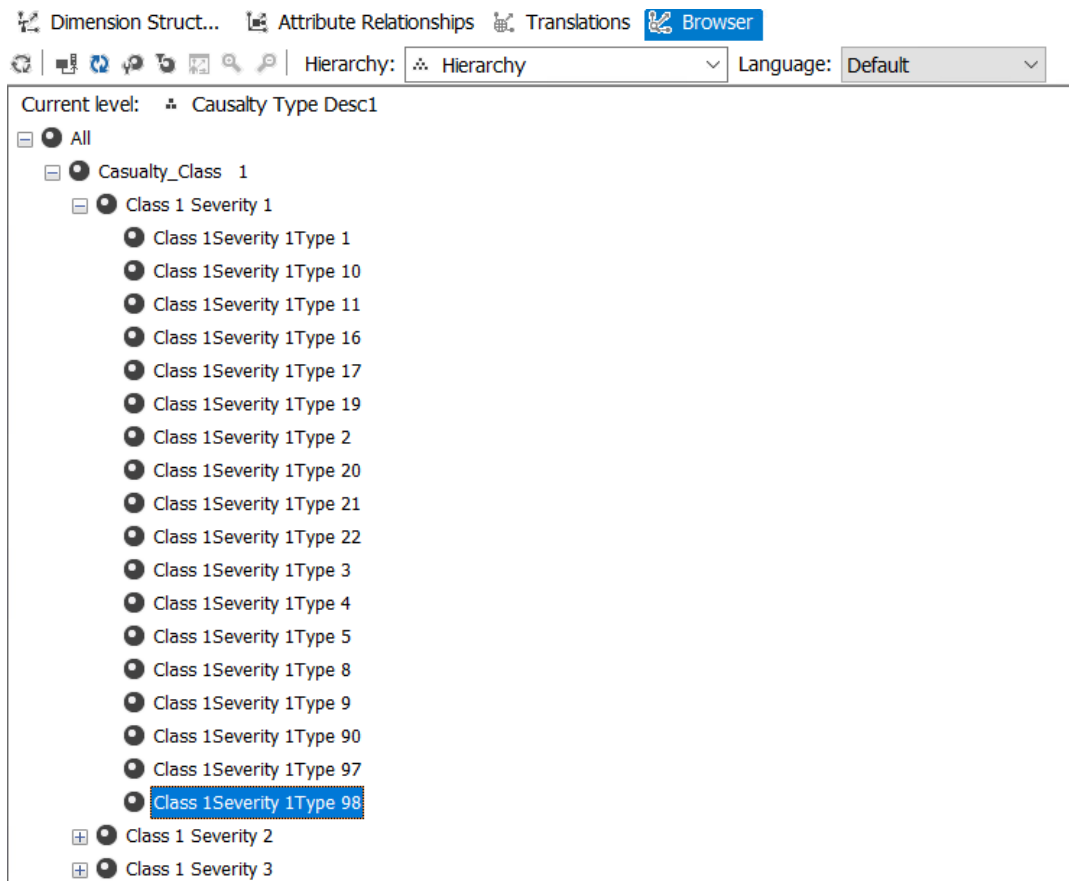 Dimension Struct... Attribute Relationships Translations Browser
Hierarchy: Hierarchy Language: Default
Current level: Causalty Type Desc1
All
Casualty_Class 1
Class 1 Severity 1
Class 1Severity 1Type 1
Class 1Severity 1Type 10
Class 1Severity 1Type 11
Class 1Severity 1Type 16
Class 1Severity 1Type 17
Class 1Severity 1Type 19
Class 1Severity 1Type 2
Class 1Severity 1Type 20
Class 1Severity 1Type 21
Class 1Severity 1Type 22
Class 1Severity 1Type 3
Class 1Severity 1Type 4
Class 1Severity 1Type 5
Class 1Severity 1Type 8
Class 1Severity 1Type 9
Class 1Severity 1Type 90
Class 1Severity 1Type 97
Class 1Severity 1Type 98
Class 1 Severity 2
Class 1 Severity 3